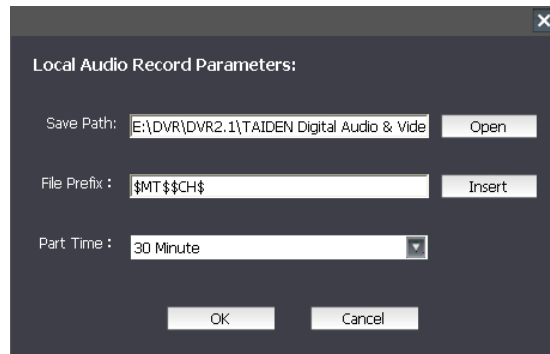 Local Audio Record Parameters:
Save Path: E:\DVR\DVR2.1\TAIDEN Digital Audio & Vide Open
File Prefix : $MT$$CH$ Insert
Part Time : 30 Minute
OK Cancel